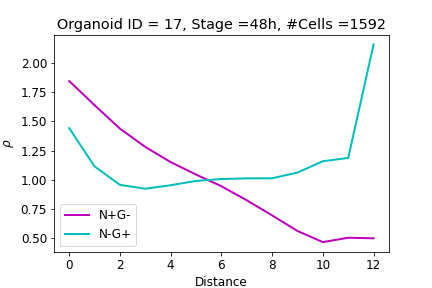 Organoid ID = 17, Stage =48h, #Cells =1592
ρ
2.00
1.75
1.50
1.25
1.00
0.75
0.50
N+G-
N-G+
0 2 4 6 8 10 12
Distance